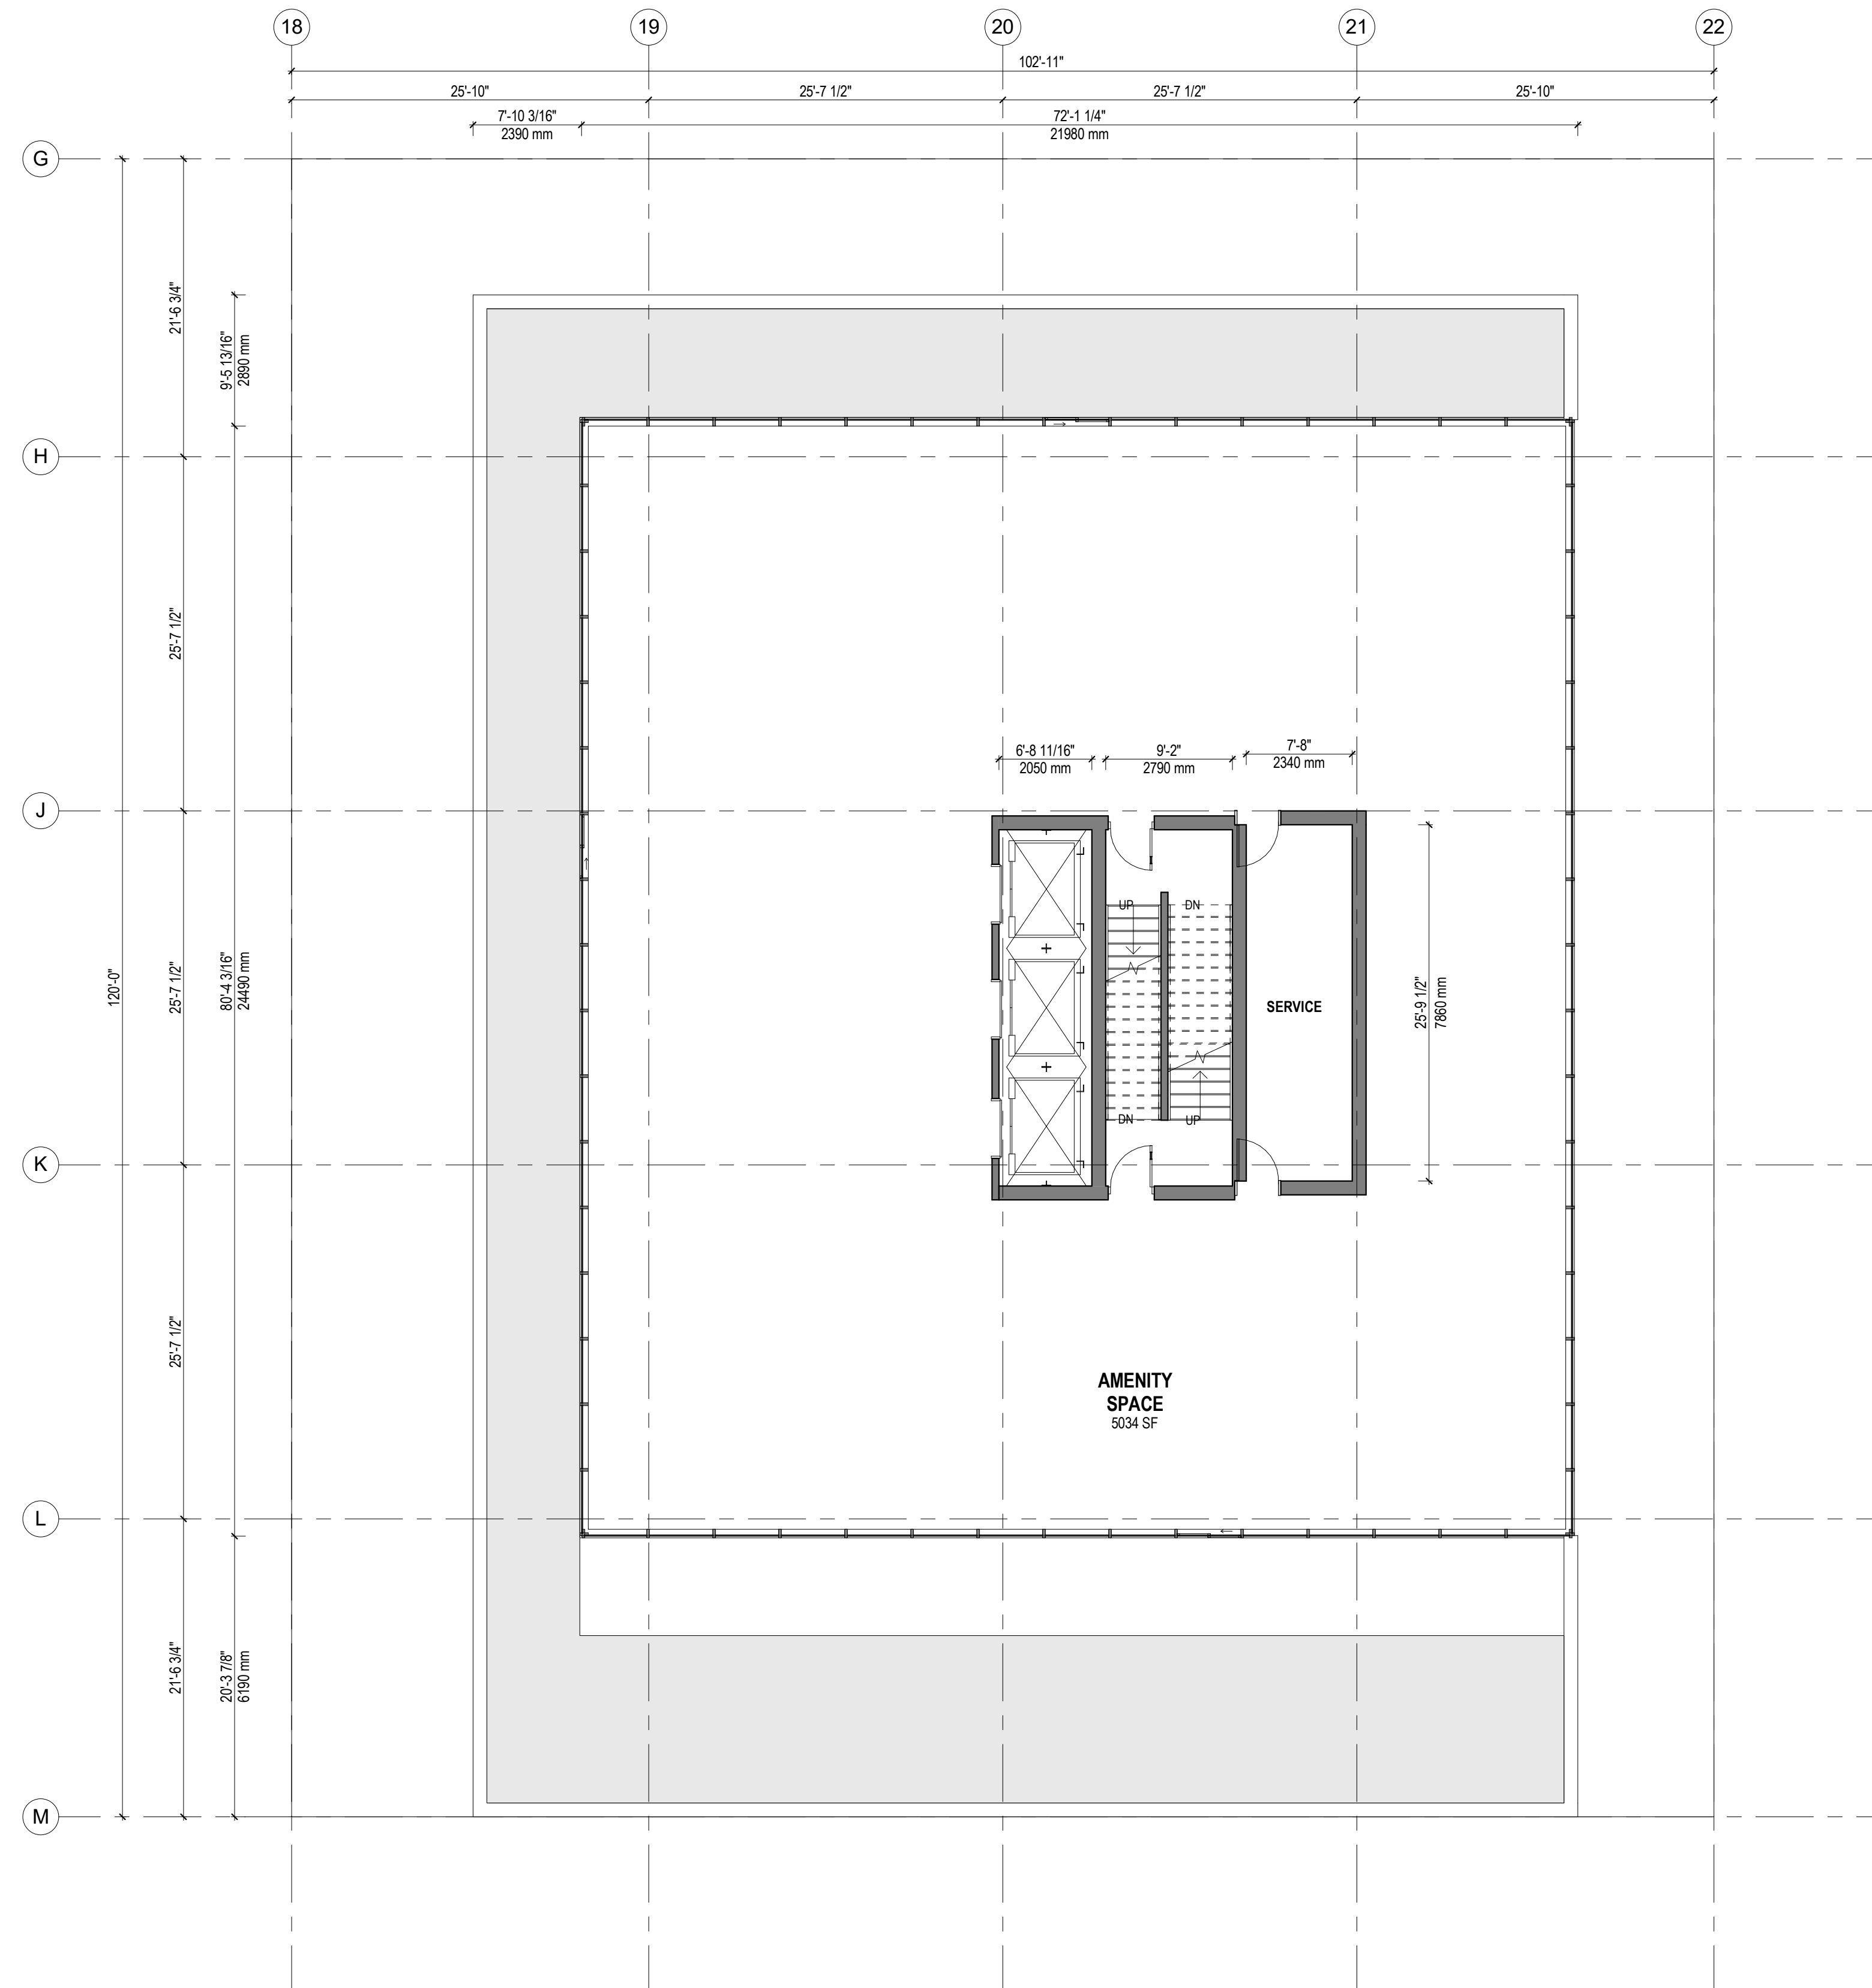 18
19
20
21
22
102'-11"
25'-10"
25'-7 1/2"
25'-7 1/2"
25'-10"
7'-10 3/16"
2390 mm
72'-1 1/4"
21980 mm
G
H
J
K
L
M
120'-0"
21'-6 3/4"
25'-7 1/2"
25'-7 1/2"
25'-7 1/2"
21'-6 3/4"
9'-5 13/16"
2890 mm
80'-4 3/16"
24490 mm
20'-3 7/8"
6190 mm
6'-8 11/16"
2050 mm
9'-2"
2790 mm
7'-8"
2340 mm
UP
DN
SERVICE
25'-9 1/2"
7860 mm
DN
UP
AMENITY
SPACE
5034 SF